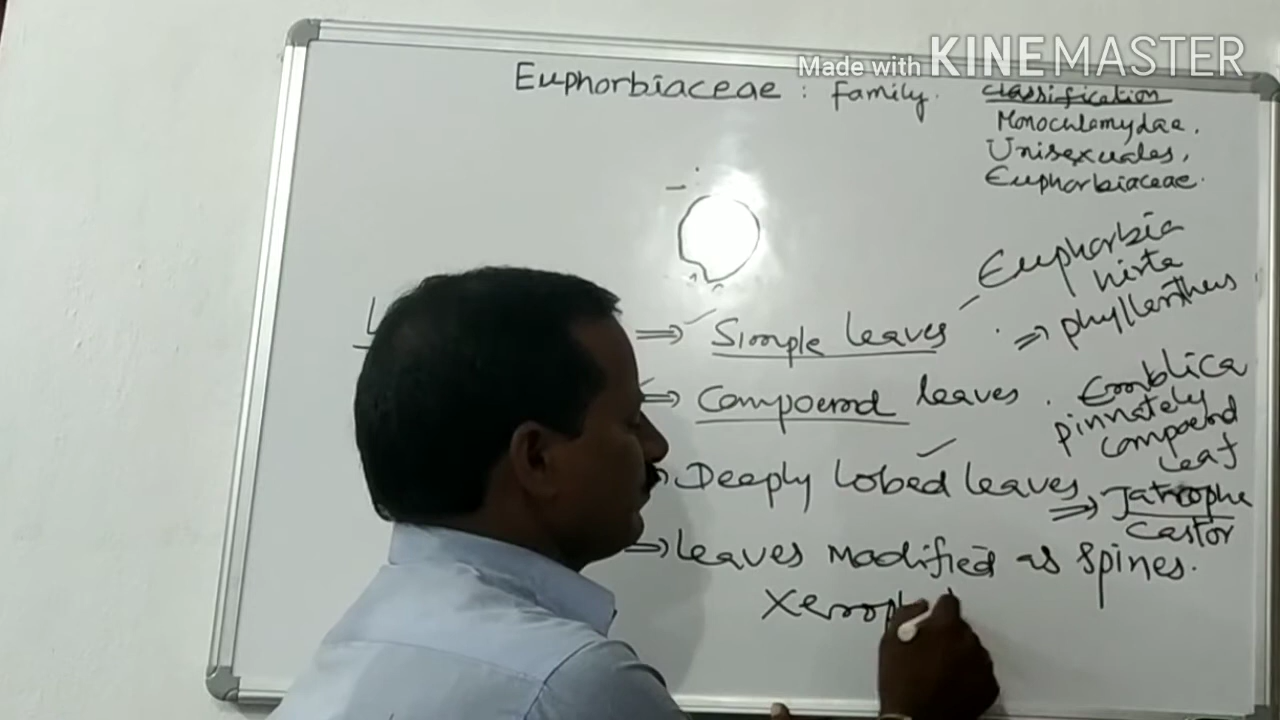 Made with KINEMASTER
Euphorbiaceae : family.
Classification
Monochlamydae.
Unisexuales,
Euphorbiaceae.
⇒ Simple leaves
Euphorbia
hirta
⇒ phyllanthus
⇒ Compound leaves.
Emblica
pinnately
compound
leaf
Deeply lobed leaves
⇒ Jatropha
castor
⇒ Leaves modified as spines.